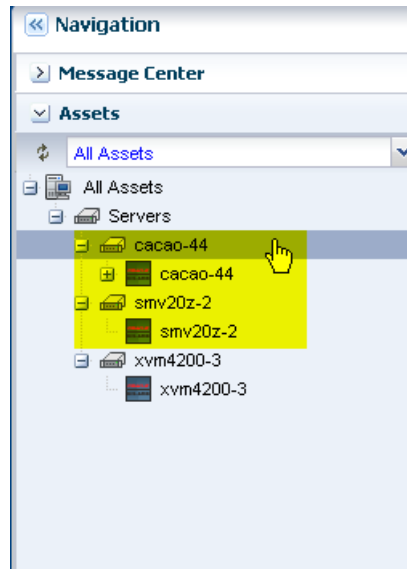 Navigation
Message Center
Assets
All Assets
All Assets
Servers
cacao-44
cacao-44
smv20z-2
smv20z-2
xvm4200-3
xvm4200-3